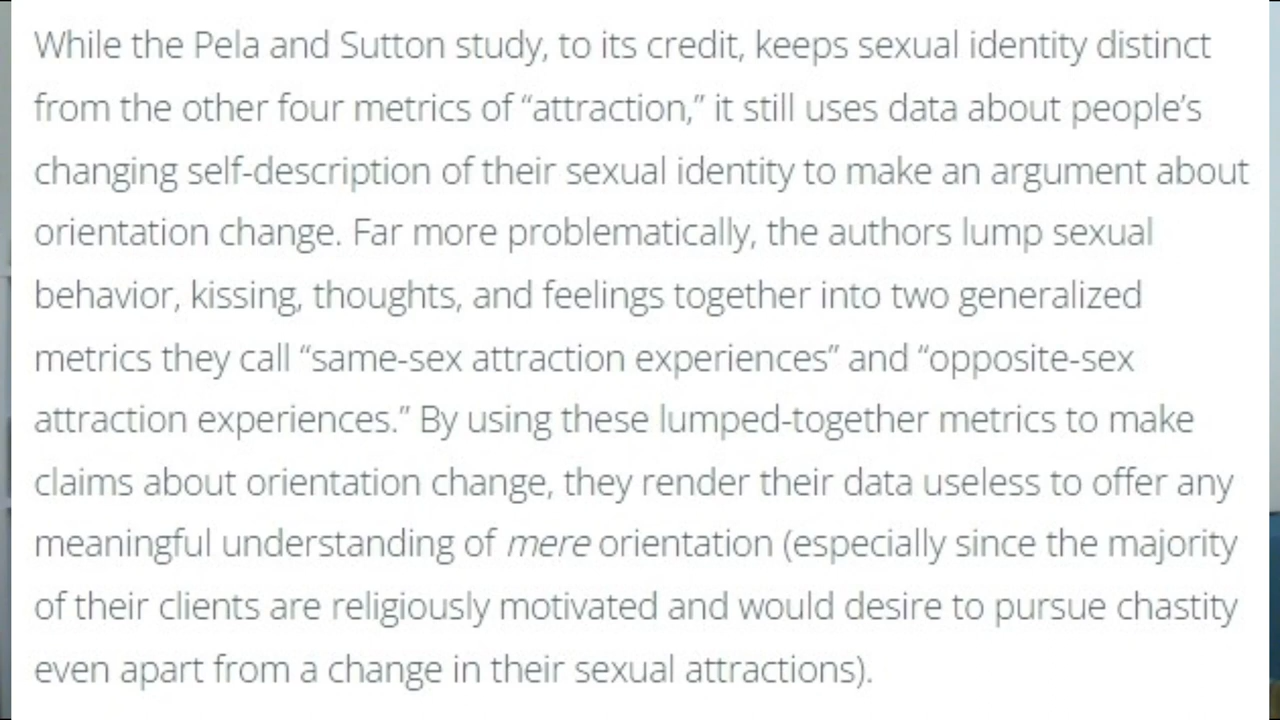 While the Pela and Sutton study, to its credit, keeps sexual identity distinct
from the other four metrics of “attraction,” it still uses data about people’s
changing self-description of their sexual identity to make an argument about
orientation change. Far more problematically, the authors lump sexual
behavior, kissing, thoughts, and feelings together into two generalized
metrics they call “same-sex attraction experiences” and “opposite-sex
attraction experiences.” By using these lumped-together metrics to make
claims about orientation change, they render their data useless to offer any
meaningful understanding of mere orientation (especially since the majority
of their clients are religiously motivated and would desire to pursue chastity
even apart from a change in their sexual attractions).